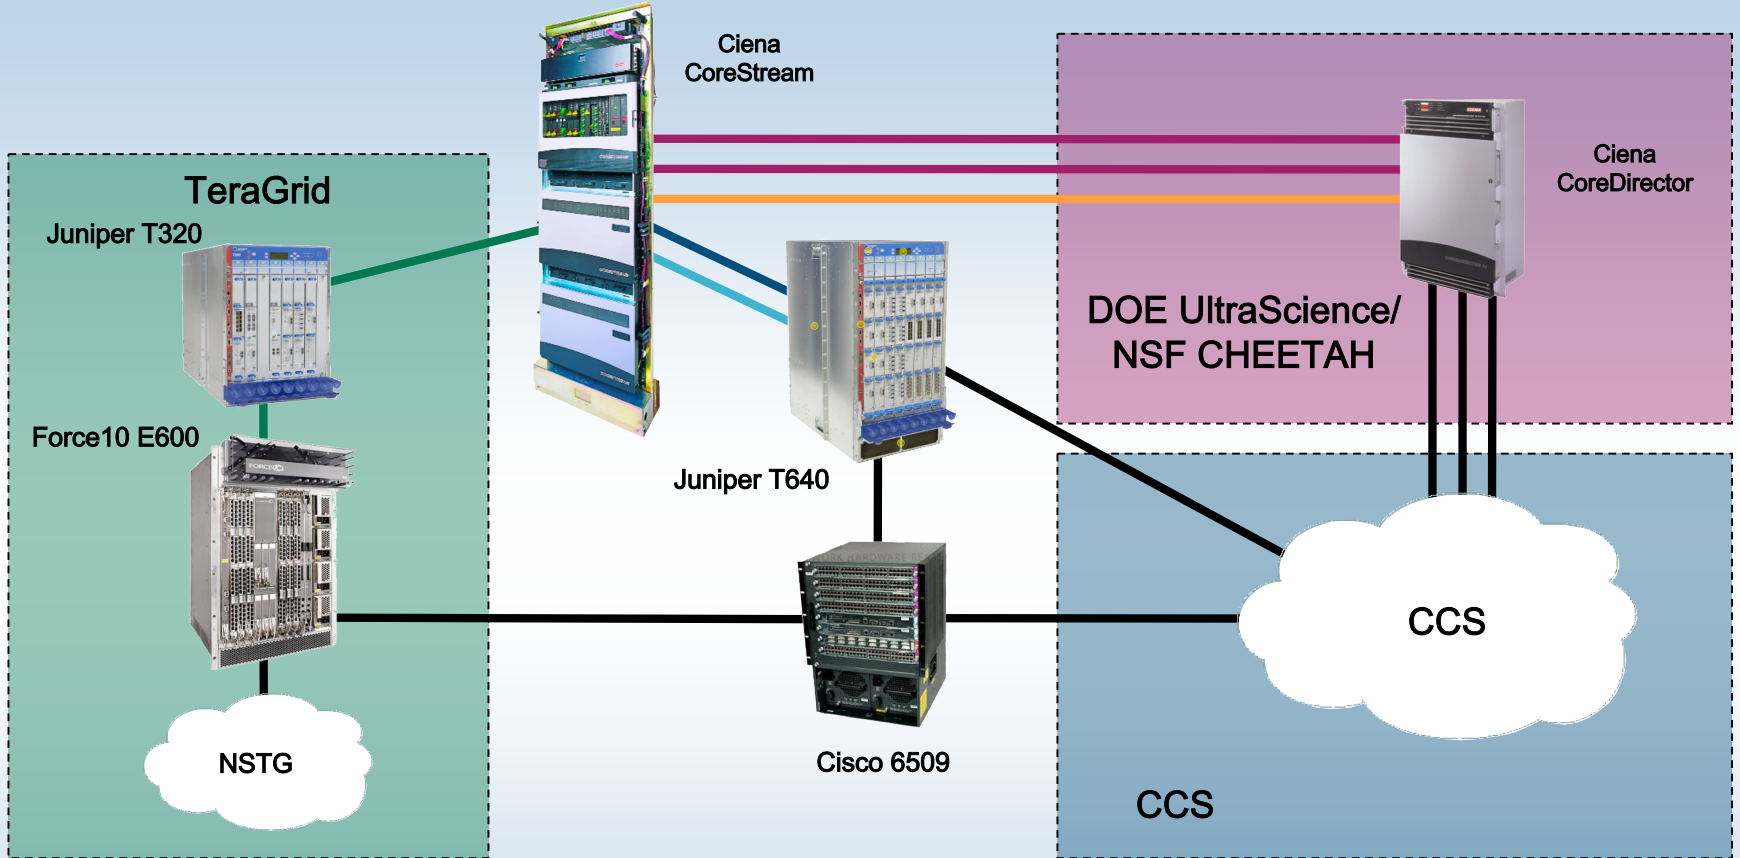 Ciena
CoreStream
Ciena
CoreDirector
TeraGrid
Juniper T320
DOE UltraScience/
NSF CHEETAH
Force10 E600
FORCE10
Juniper T640
CCS
NSTG
Cisco 6509
CCS